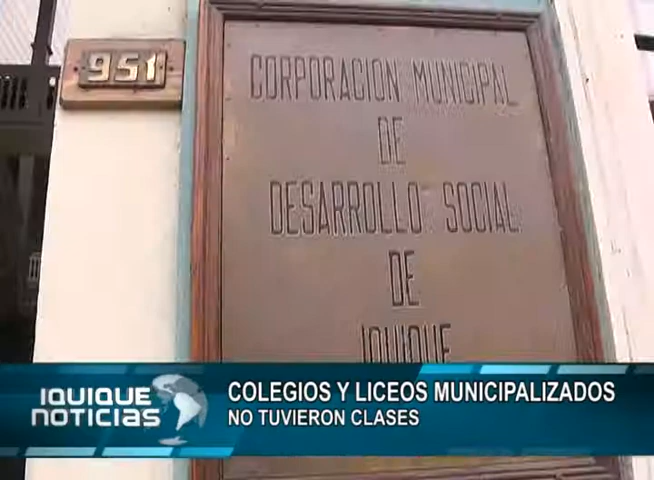 951
CORPORACION MUNICIPAL
DE
DESARROLLO SOCIAL
DE
IQUIQUE
IQUIQUE
NOTICIAS
COLEGIOS Y LICEOS MUNICIPALIZADOS
NO TUVIERON CLASES